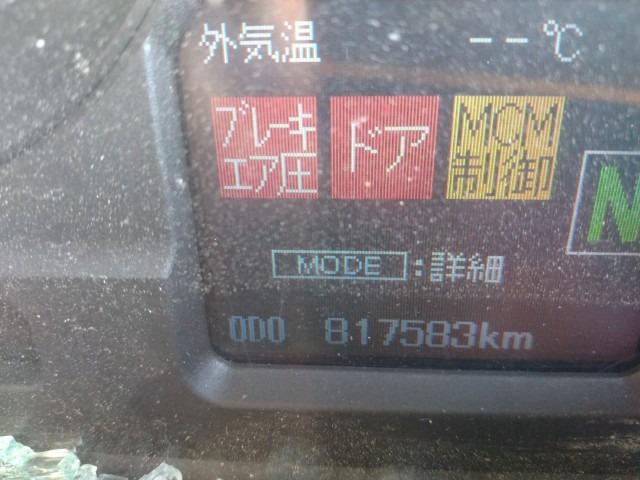 外気温 --℃
ブレーキ
エア圧
ドア
MCM
制御
N
MODE :詳細
ODO 817583km